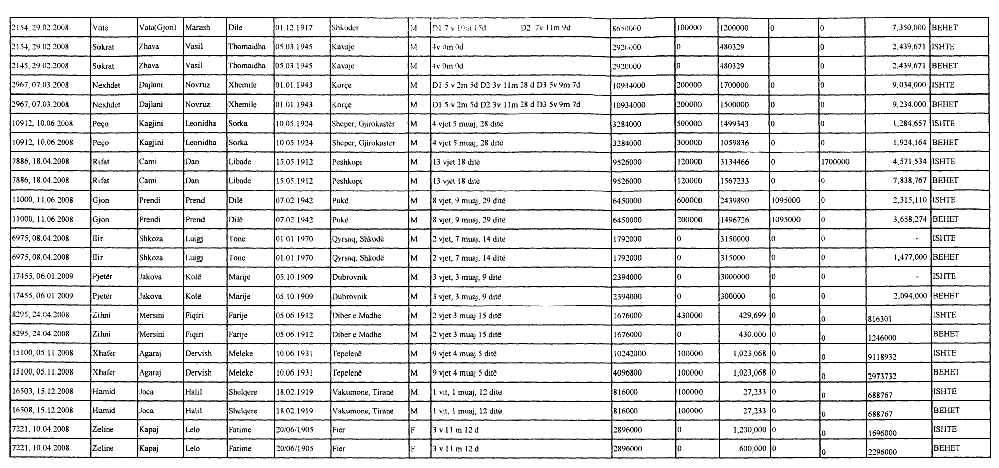 2154, 29.02.2008 Vate Vata(Gjori) Marash Dile 01.12.1917 Shkoder M D1 7 v 10m 15d D2 7v 11m 9d 8650000 100000 1200000 0 0 7,350,000 BEHET
2154, 29.02.2008 Sokrat Zhava Vasil Thomaidha 05.03.1945 Kavaje M 4v 0m 0d 2920000 0 480329 0 2,439,671 ISHTE
2145, 29.02.2008 Sokrat Zhava Vasil Thomaidha 05.03.1945 Kavaje M 4v 0m 0d 2920000 0 480329 0 2,439,671 BEHET
2967, 07.03.2008 Nexhdet Dajlani Novruz Xhemile 01.01.1943 Korçe M D1 5 v 2m 5d D2 3v 11m 28 d D3 5v 9m 7d 10934000 200000 1700000 0 0 9,034,000 ISHTE
2967, 07.03.2008 Nexhdet Dajlani Novruz Xhemile 01.01.1943 Korçe M D1 5 v 2m 5d D2 3v 11m 28 d D3 5v 9m 7d 10934000 200000 1500000 0 0 9,234,000 BEHET
10912, 10.06.2008 Peço Kagjini Leonidha Sorka 10.05.1924 Sheper, Gjirokastër M 4 vjet 5 muaj, 28 ditë 3284000 500000 1499343 0 0 1,284,657 ISHTE
10912, 10.06.2008 Peço Kagjini Leonidha Sorka 10.05.1924 Sheper, Gjirokastër M 4 vjet 5 muaj, 28 ditë 3284000 300000 1059836 0 0 1,924,164 BEHET
7886, 18.04.2008 Rifat Cami Dan Libade 15.05.1912 Peshkopi M 13 vjet 18 ditë 9526000 120000 3134466 0 1700000 4,571,534 ISHTE
7886, 18.04.2008 Rifat Cami Dan Libade 15.05.1912 Peshkopi M 13 vjet 18 ditë 9526000 120000 1567233 0 0 7,838,767 BEHET
11000, 11.06.2008 Gjon Prendi Prend Dilë 07.02.1942 Pukë M 8 vjet, 9 muaj, 29 ditë 6450000 600000 2439890 1095000 0 2,315,110 ISHTE
11000, 11.06.2008 Gjon Prendi Prend Dilë 07.02.1942 Pukë M 8 vjet, 9 muaj, 29 ditë 6450000 200000 1496726 1095000 0 3,658,274 BEHET
6975, 08.04.2008 Ilir Shkoza Luigj Tone 01.01.1970 Qyrsaq, Shkodë M 2 vjet, 7 muaj, 14 ditë 1792000 0 3150000 0 0 - ISHTE
6975, 08.04.2008 Ilir Shkoza Luigj Tone 01.01.1970 Qyrsaq, Shkodë M 2 vjet, 7 muaj, 14 ditë 1792000 0 315000 0 0 1,477,000 BEHET
17455, 06.01.2009 Pjetër Jakova Kolë Marije 05.10.1909 Dubrovnik M 3 vjet, 3 muaj, 9 ditë 2394000 0 3000000 0 0 - ISHTE
17455, 06.01.2009 Pjetër Jakova Kolë Marije 05.10.1909 Dubrovnik M 3 vjet, 3 muaj, 9 ditë 2394000 0 300000 0 0 2,094,000 BEHET
8295, 24.04.2008 Zihni Mersini Fiqiri Farije 05.06.1912 Diber e Madhe M 2 vjet 3 muaj 15 ditë 1676000 430000 429,699 0 0 816301 ISHTE
8295, 24.04.2008 Zihni Mersini Fiqiri Farije 05.06.1912 Diber e Madhe M 2 vjet 3 muaj 15 ditë 1676000 0 430,000 0 0 1246000 BEHET
15100, 05.11.2008 Xhafer Agaraj Dervish Meleke 10.06.1931 Tepelenë M 9 vjet 4 muaj 5 ditë 10242000 100000 1,023,068 0 0 9118932 ISHTE
15100, 05.11.2008 Xhafer Agaraj Dervish Meleke 10.06.1931 Tepelenë M 9 vjet 4 muaj 5 ditë 4096800 100000 1,023,068 0 0 2973732 BEHET
16503, 15.12.2008 Hamid Joca Halil Shelqere 18.02.1919 Vakumone, Tiranë M 1 vit, 1 muaj, 12 ditë 816000 100000 27,233 0 0 688767 ISHTE
16508, 15.12.2008 Hamid Joca Halil Shelqere 18.02.1919 Vakumone, Tiranë M 1 vit, 1 muaj, 12 ditë 816000 100000 27,233 0 0 688767 BEHET
7221, 10.04.2008 Zeline Kapaj Lelo Fatime 20/06/1905 Fier F 3 v 11 m 12 d 2896000 0 1,200,000 0 0 1696000 ISHTE
7221, 10.04.2008 Zeline Kapaj Lelo Fatime 20/06/1905 Fier F 3 v 11 m 12 d 2896000 0 600,000 0 0 2296000 BEHET